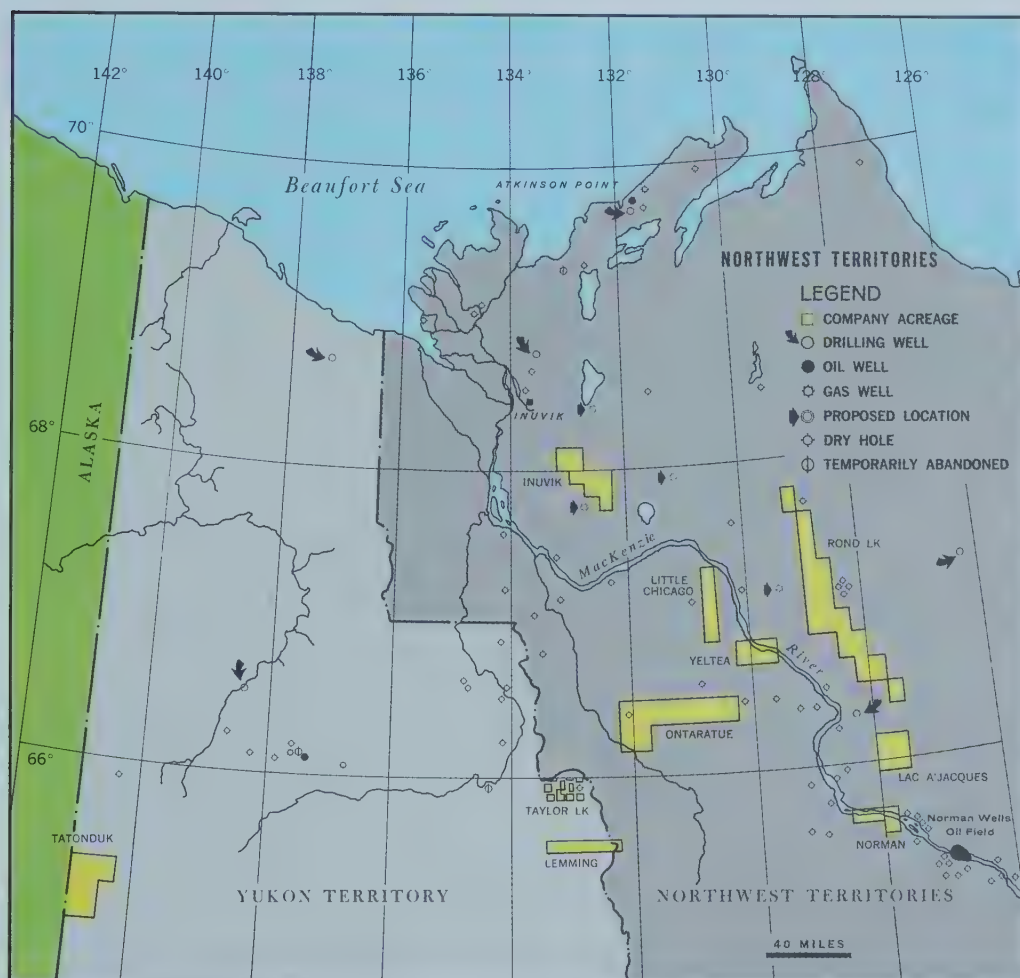 142° 140° 138° 136° 134° 132° 130° 128° 126°
70°
Beaufort Sea
ATKINSON POINT
NORTHWEST TERRITORIES
LEGEND
COMPANY ACREAGE
DRILLING WELL
OIL WELL
GAS WELL
PROPOSED LOCATION
DRY HOLE
TEMPORARILY ABANDONED
INUVIK
68°
ALASKA
INUVIK
ROND LK
MacKenzie
LITTLE
CHICAGO
YELTEA
River
ONTARATUE
66°
LAC A'JACQUES
TAYLOR LK
Norman Wells
Oil Field
TATONDUK
NORMAN
LEMMING
YUKON TERRITORY
NORTHWEST TERRITORIES
40 MILES